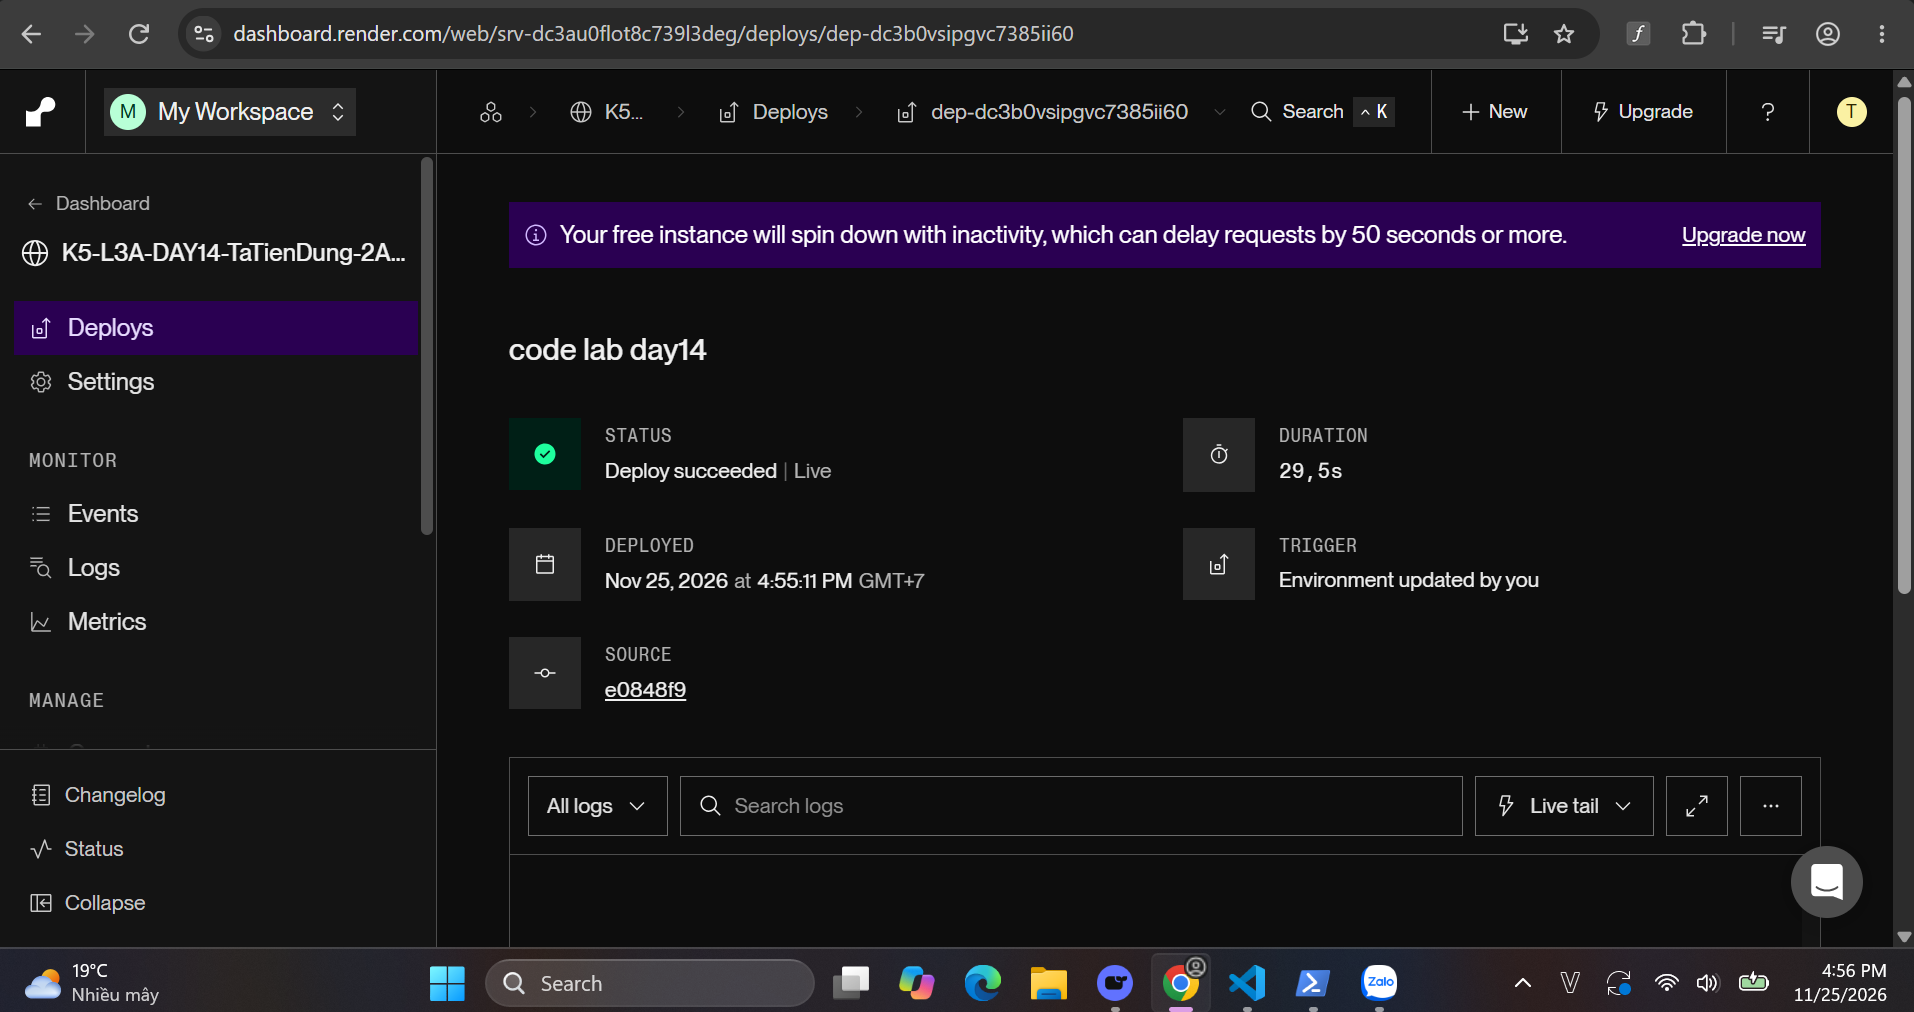 dashboard.render.com/web/srv-dc3au0flot8c739l3deg/deploys/dep-dc3b0vsipgvc7385ii60
M My Workspace
K5...
Deploys
dep-dc3b0vsipgvc7385ii60
Search ^ K
+ New
Upgrade
?
T
Dashboard
K5-L3A-DAY14-TaTienDung-2A...
Deploys
Settings
MONITOR
Events
Logs
Metrics
MANAGE
Changelog
Status
Collapse
Your free instance will spin down with inactivity, which can delay requests by 50 seconds or more.
Upgrade now
code lab day14
STATUS
Deploy succeeded | Live
DURATION
29,5s
DEPLOYED
Nov 25, 2026 at 4:55:11 PM GMT+7
TRIGGER
Environment updated by you
SOURCE
e0848f9
All logs
Search logs
Live tail
...
19°C
Nhiều mây
Search
Zalo
V
4:56 PM
11/25/2026